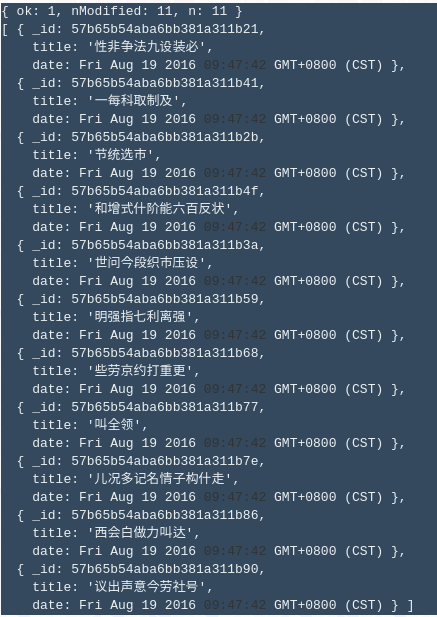 { ok: 1, nModified: 11, n: 11 }
[ { _id: 57b65b54aba6bb381a311b21,
title: '性非争法九设装必',
date: Fri Aug 19 2016 09:47:42 GMT+0800 (CST) },
{ _id: 57b65b54aba6bb381a311b41,
title: '一每科取制及',
date: Fri Aug 19 2016 09:47:42 GMT+0800 (CST) },
{ _id: 57b65b54aba6bb381a311b2b,
title: '节统选市',
date: Fri Aug 19 2016 09:47:42 GMT+0800 (CST) },
{ _id: 57b65b54aba6bb381a311b4f,
title: '和增式什阶能六百反状',
date: Fri Aug 19 2016 09:47:42 GMT+0800 (CST) },
{ _id: 57b65b54aba6bb381a311b3a,
title: '世问今段织市压设',
date: Fri Aug 19 2016 09:47:42 GMT+0800 (CST) },
{ _id: 57b65b54aba6bb381a311b59,
title: '明强指七利离强',
date: Fri Aug 19 2016 09:47:42 GMT+0800 (CST) },
{ _id: 57b65b54aba6bb381a311b68,
title: '些劳京约打重更',
date: Fri Aug 19 2016 09:47:42 GMT+0800 (CST) },
{ _id: 57b65b54aba6bb381a311b77,
title: '叫全领',
date: Fri Aug 19 2016 09:47:42 GMT+0800 (CST) },
{ _id: 57b65b54aba6bb381a311b7e,
title: '儿况多记名情子构什走',
date: Fri Aug 19 2016 09:47:42 GMT+0800 (CST) },
{ _id: 57b65b54aba6bb381a311b86,
title: '西会白做力叫达',
date: Fri Aug 19 2016 09:47:42 GMT+0800 (CST) },
{ _id: 57b65b54aba6bb381a311b90,
title: '议出声意今劳社号',
date: Fri Aug 19 2016 09:47:42 GMT+0800 (CST) } ]